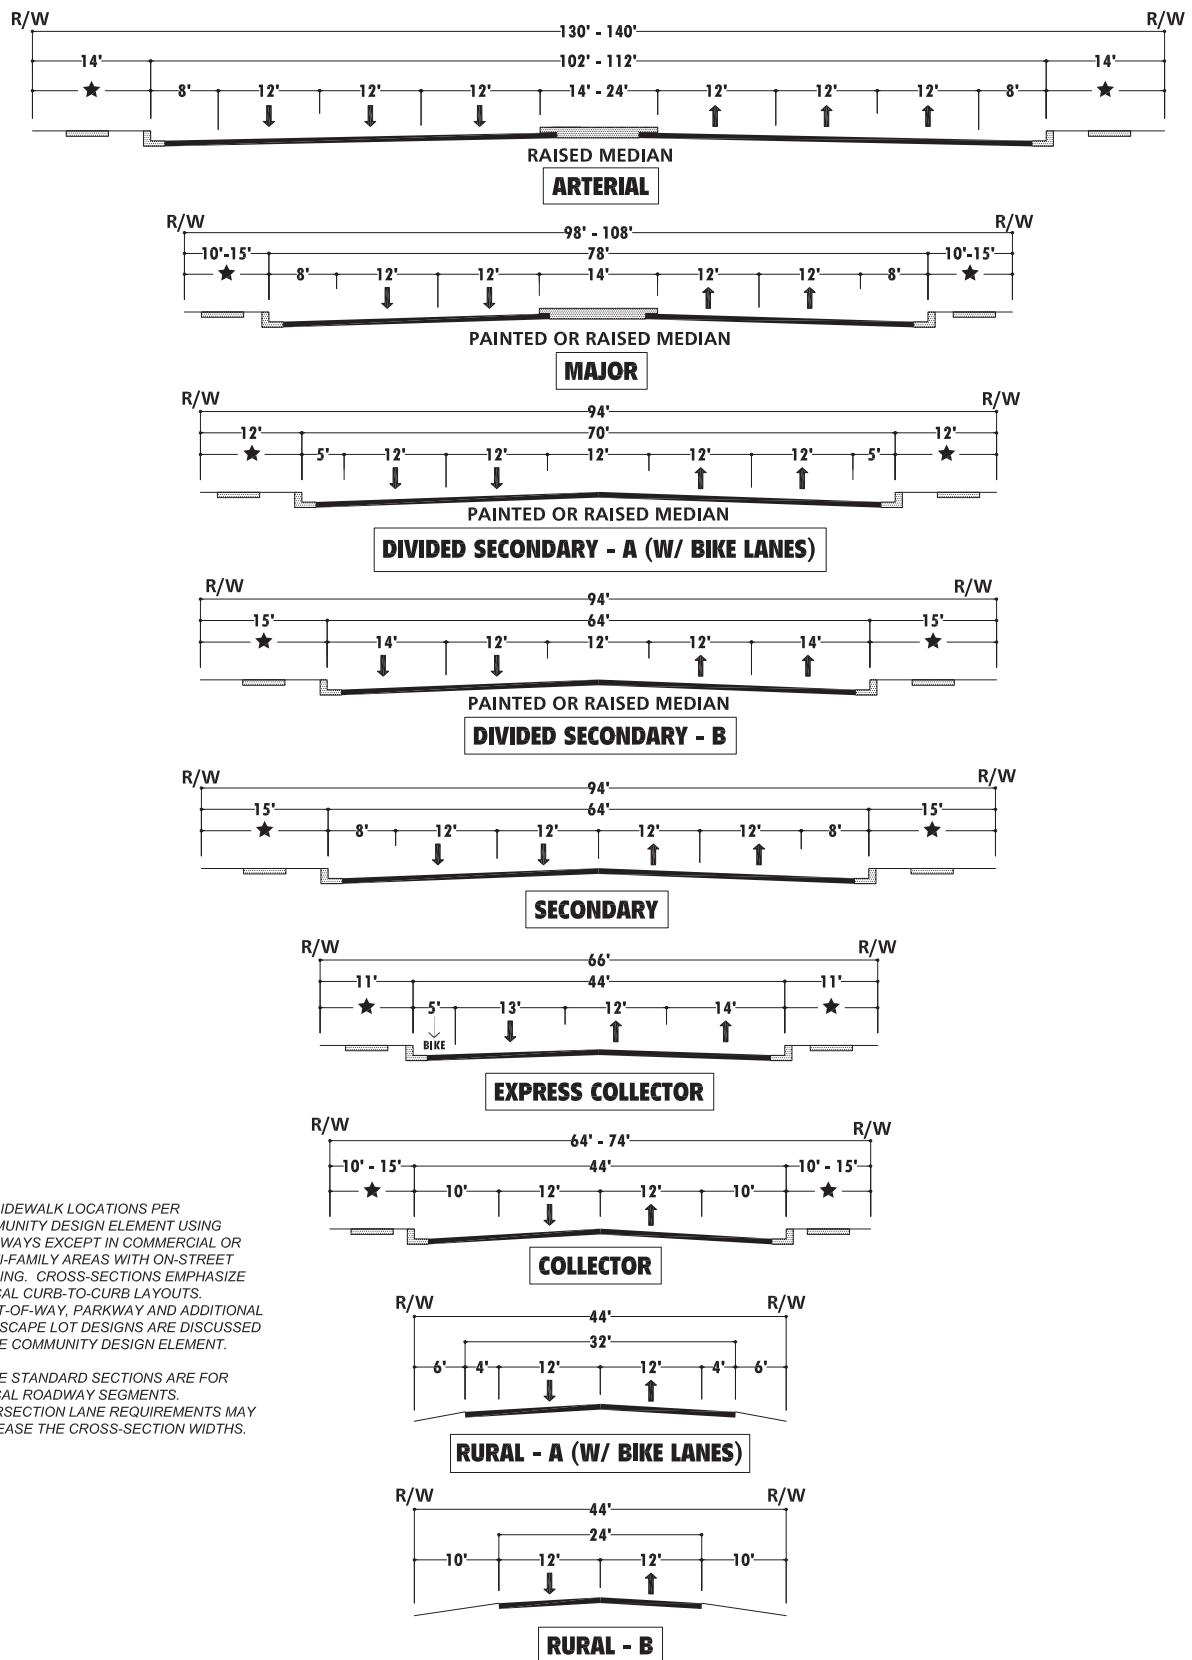 R/W R/W
130' - 140'
14' 102' - 112' 14'
★ 8' 12' 12' 12' 14' - 24' 12' 12' 12' 8' ★
RAISED MEDIAN
ARTERIAL
R/W R/W
98' - 108'
10'-15' 78' 10'-15'
★ 8' 12' 12' 14' 12' 12' 8' ★
PAINTED OR RAISED MEDIAN
MAJOR
R/W R/W
94'
12' 70' 12'
★ 5' 12' 12' 12' 12' 12' 5' ★
PAINTED OR RAISED MEDIAN
DIVIDED SECONDARY - A (W/ BIKE LANES)
R/W R/W
94'
15' 64' 15'
★ 14' 12' 12' 12' 14' ★
PAINTED OR RAISED MEDIAN
DIVIDED SECONDARY - B
R/W R/W
94'
15' 64' 15'
★ 8' 12' 12' 12' 12' 8' ★
SECONDARY
R/W R/W
66'
11' 44' 11'
★ 5' 13' 12' 14' ★
BIKE
EXPRESS COLLECTOR
R/W R/W
64' - 74'
10' - 15' 44' 10' - 15'
★ 10' 12' 12' 10' ★
COLLECTOR
IDEWALK LOCATIONS PER
MUNITY DESIGN ELEMENT USING
WAYS EXCEPT IN COMMERCIAL OR
I-FAMILY AREAS WITH ON-STREET
ING. CROSS-SECTIONS EMPHASIZE
CAL CURB-TO-CURB LAYOUTS.
T-OF-WAY, PARKWAY AND ADDITIONAL
SCAPE LOT DESIGNS ARE DISCUSSED
E COMMUNITY DESIGN ELEMENT.
E STANDARD SECTIONS ARE FOR
CAL ROADWAY SEGMENTS.
RSECTION LANE REQUIREMENTS MAY
EASE THE CROSS-SECTION WIDTHS.
R/W R/W
44'
32'
6' 4' 12' 12' 4' 6'
RURAL - A (W/ BIKE LANES)
R/W R/W
44'
24'
10' 12' 12' 10'
RURAL - B